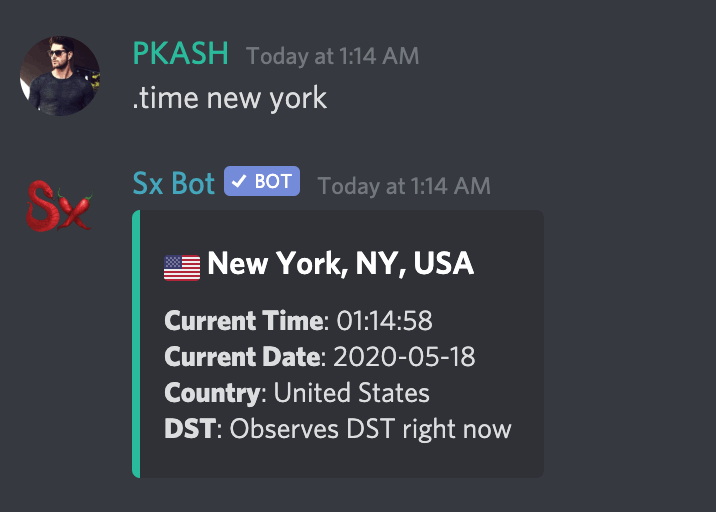 PKASH Today at 1:14 AM
.time new york
Sx Bot ✓ BOT Today at 1:14 AM
Sx
New York, NY, USA
Current Time: 01:14:58
Current Date: 2020-05-18
Country: United States
DST: Observes DST right now